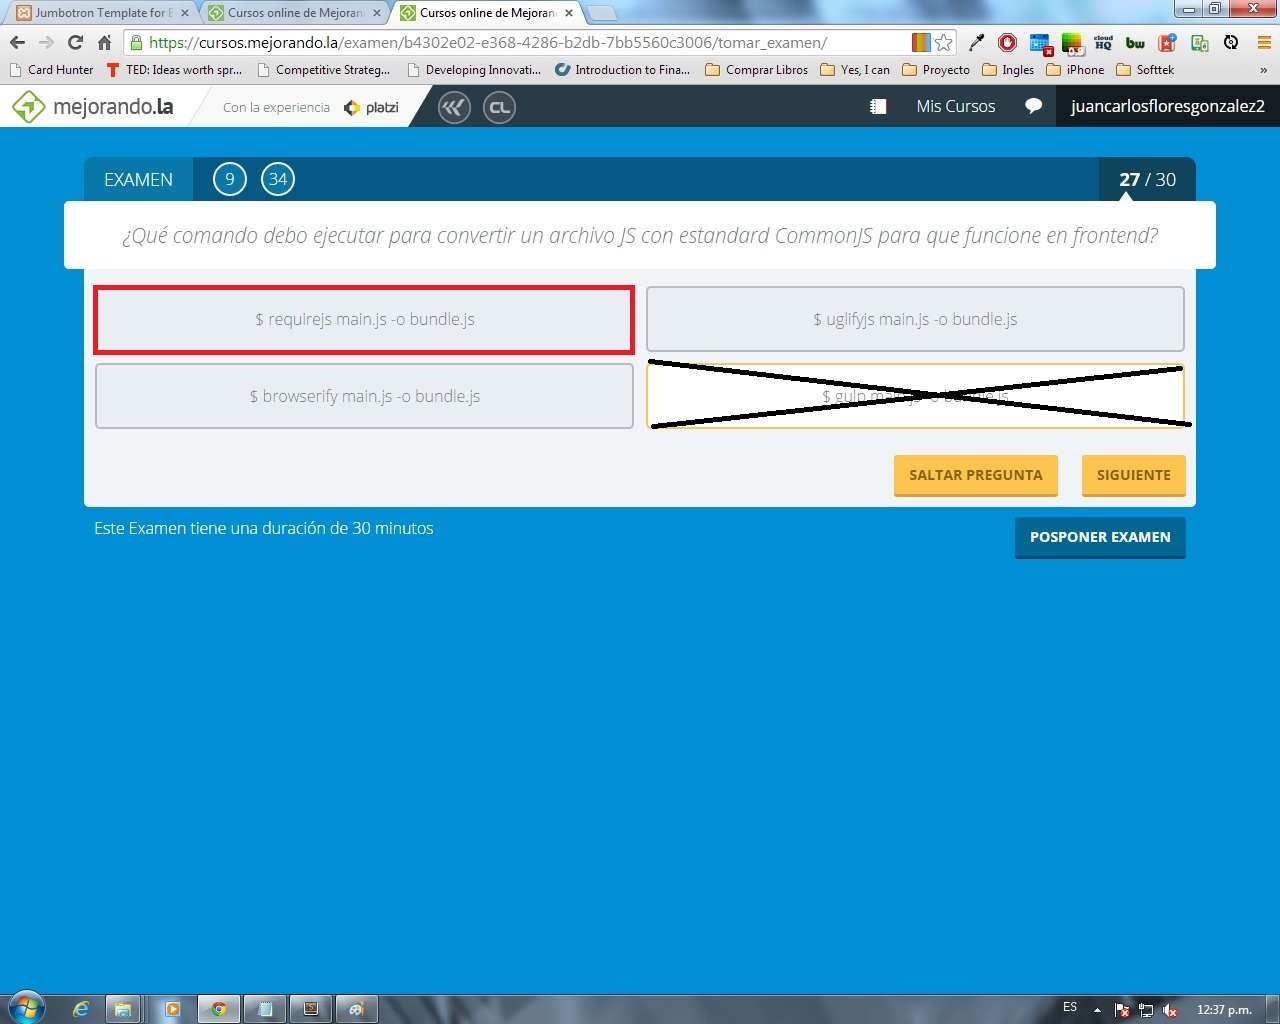 Jumbotron Template for B
Cursos online de Mejorand
Cursos online de Mejoran
https://cursos.mejorando.la/examen/b4302e02-e368-4286-b2db-7bb5560c3006/tomar_examen/
cloud HQ
bw
Card Hunter
TED: Ideas worth spr...
Competitive Strateg...
Developing Innovati...
Introduction to Fina...
Comprar Libros
Yes, I can
Proyecto
Ingles
iPhone
Softtek
»
mejorando.la
Con la experiencia
platzi
CL
Mis Cursos
juancarlosfloresgonzalez2
EXAMEN
9
34
27 / 30
¿Qué comando debo ejecutar para convertir un archivo JS con estandard CommonJS para que funcione en frontend?
$ requirejs main.js -o bundle.js
$ uglifyjs main.js -o bundle.js
$ browserify main.js -o bundle.js
$ gulp main.js -o bundle.js
SALTAR PREGUNTA
SIGUIENTE
Este Examen tiene una duración de 30 minutos
POSPONER EXAMEN
ES
12:37 p.m.